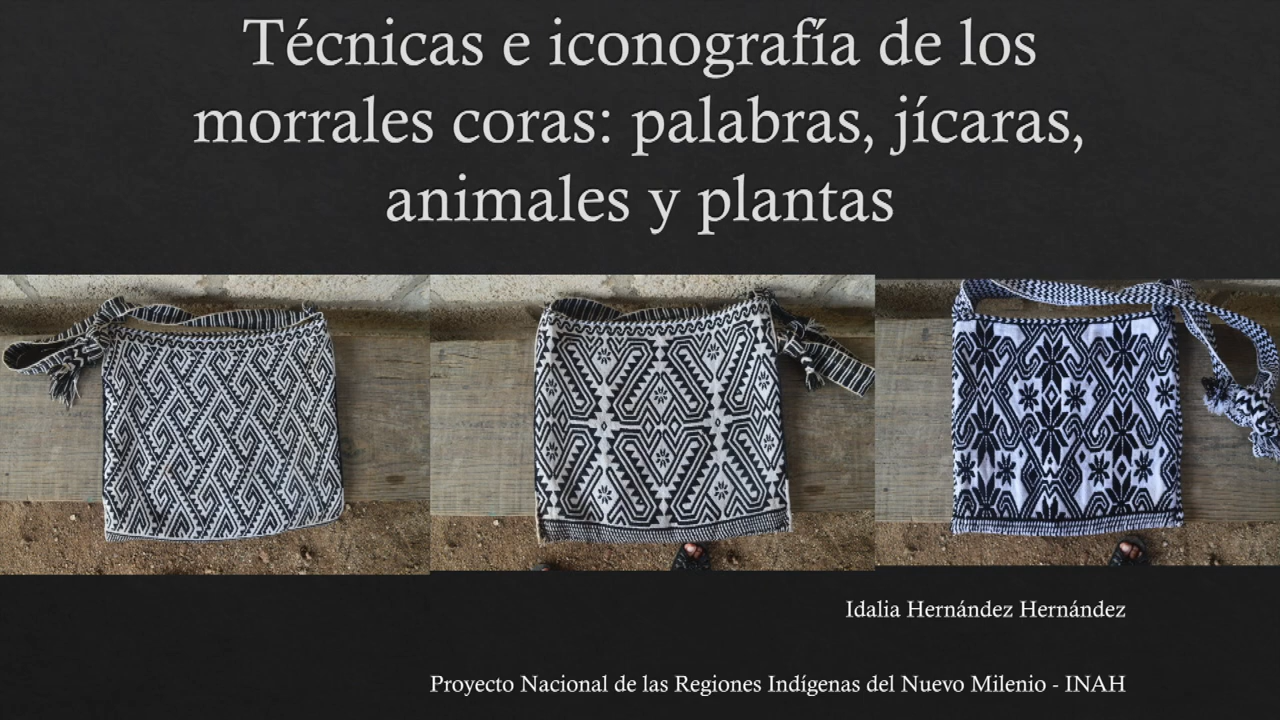 Técnicas e iconografía de los
morrales coras: palabras, jícaras,
animales y plantas
Idalia Hernández Hernández
Proyecto Nacional de las Regiones Indígenas del Nuevo Milenio - INAH